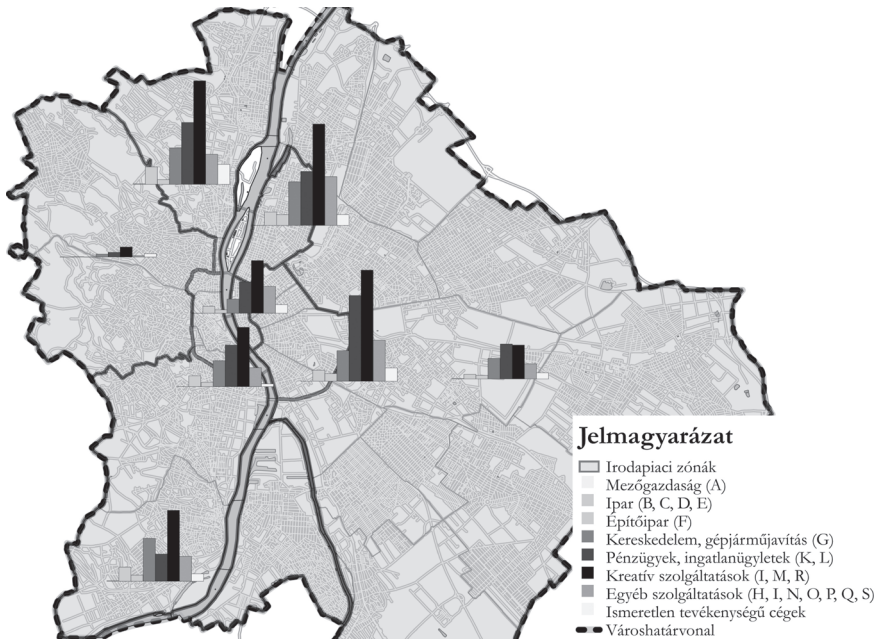 Jelmagyarázat
Irodapiaci zónák
Mezőgazdaság (A)
Ipar (B, C, D, E)
Építőipar (F)
Kereskedelem, gépjárműjavítás (G)
Pénzügyek, ingatlanügyletek (K, L)
Kreatív szolgáltatások (I, M, R)
Egyéb szolgáltatások (H, I, N, O, P, Q, S)
Ismeretlen tevékenységű cégek
Városhatárvonal